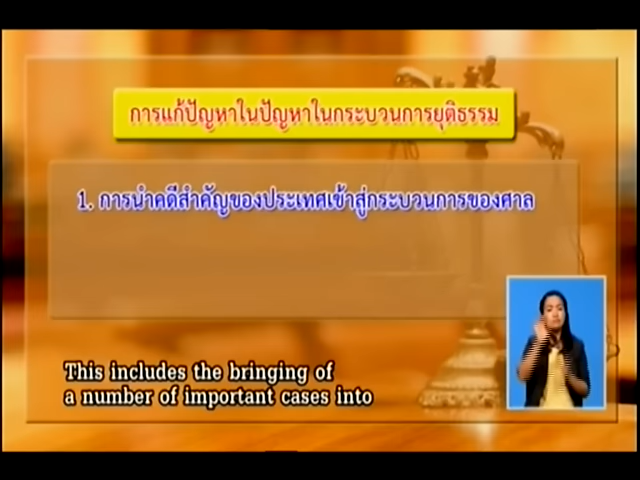 การแก้ปัญหาในปัญหาในกระบวนการยุติธรรม
1. การนำคดีสำคัญของประเทศเข้าสู่กระบวนการของศาล
This includes the bringing of
a number of important cases into